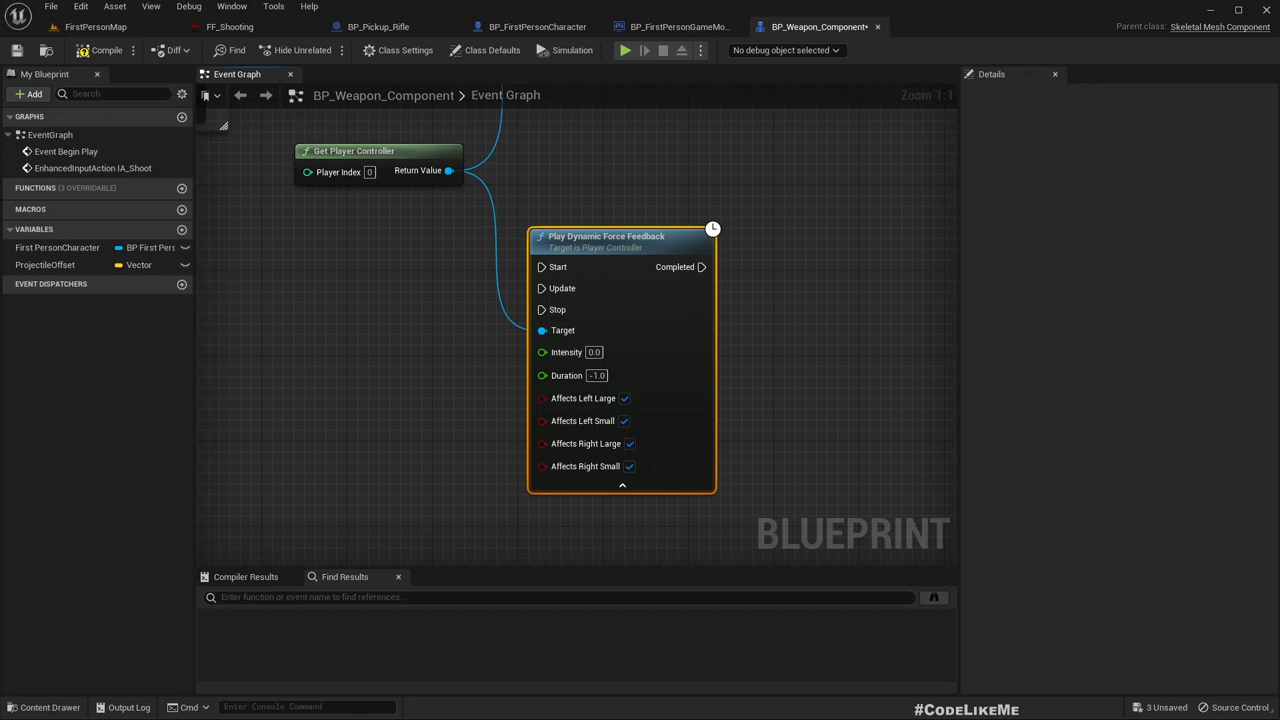 File Edit Asset View Debug Window Tools Help
FirstPersonMap FF_Shooting BP_Pickup_Rifle BP_FirstPersonCharacter BP_FirstPersonGameMo... BP_Weapon_Component* Parent class: Skeletal Mesh Component
Compile Diff Find Hide Unrelated Class Settings Class Defaults Simulation No debug object selected
My Blueprint Event Graph Details
Add Search BP_Weapon_Component > Event Graph Zoom 1:1
GRAPHS
EventGraph
Event Begin Play
EnhancedInputAction IA_Shoot
FUNCTIONS (3 OVERRIDABLE)
MACROS
VARIABLES
First PersonCharacter BP First Pers
ProjectileOffset Vector
EVENT DISPATCHERS
Get Player Controller
Player Index 0 Return Value
Play Dynamic Force Feedback
Target is Player Controller
Start Completed
Update
Stop
Target
Intensity 0.0
Duration -1.0
Affects Left Large
Affects Left Small
Affects Right Large
Affects Right Small
BLUEPRINT
Compiler Results Find Results
Enter function or event name to find references...
Content Drawer Output Log Cmd Enter Console Command #CodeLikeMe 3 Unsaved Source Control